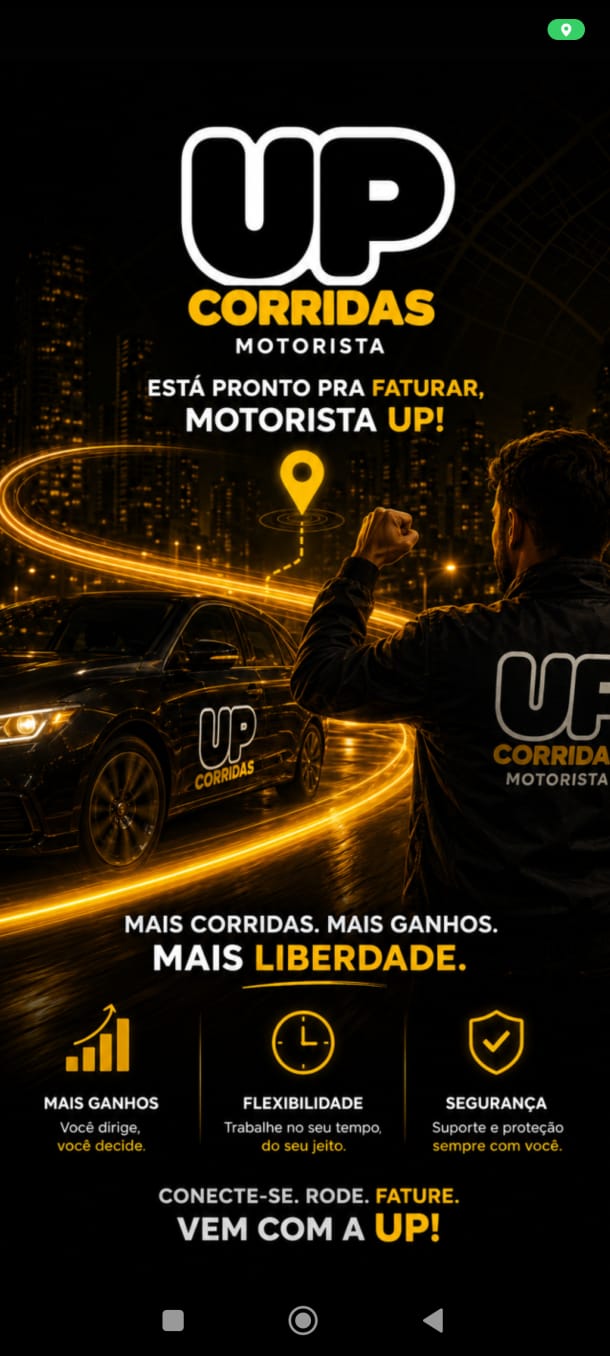 UP
CORRIDAS
MOTORISTA
ESTÁ PRONTO PRA FATURAR,
MOTORISTA UP!
UP
CORRIDA
MOTORISTA
UP
CORRIDAS
MAIS CORRIDAS. MAIS GANHOS.
MAIS LIBERDADE.
MAIS GANHOS
Você dirige,
você decide.
FLEXIBILIDADE
Trabalhe no seu tempo,
do seu jeito.
SEGURANÇA
Suporte e proteção
sempre com você.
CONECTE-SE. RODE. FATURE.
VEM COM A UP!